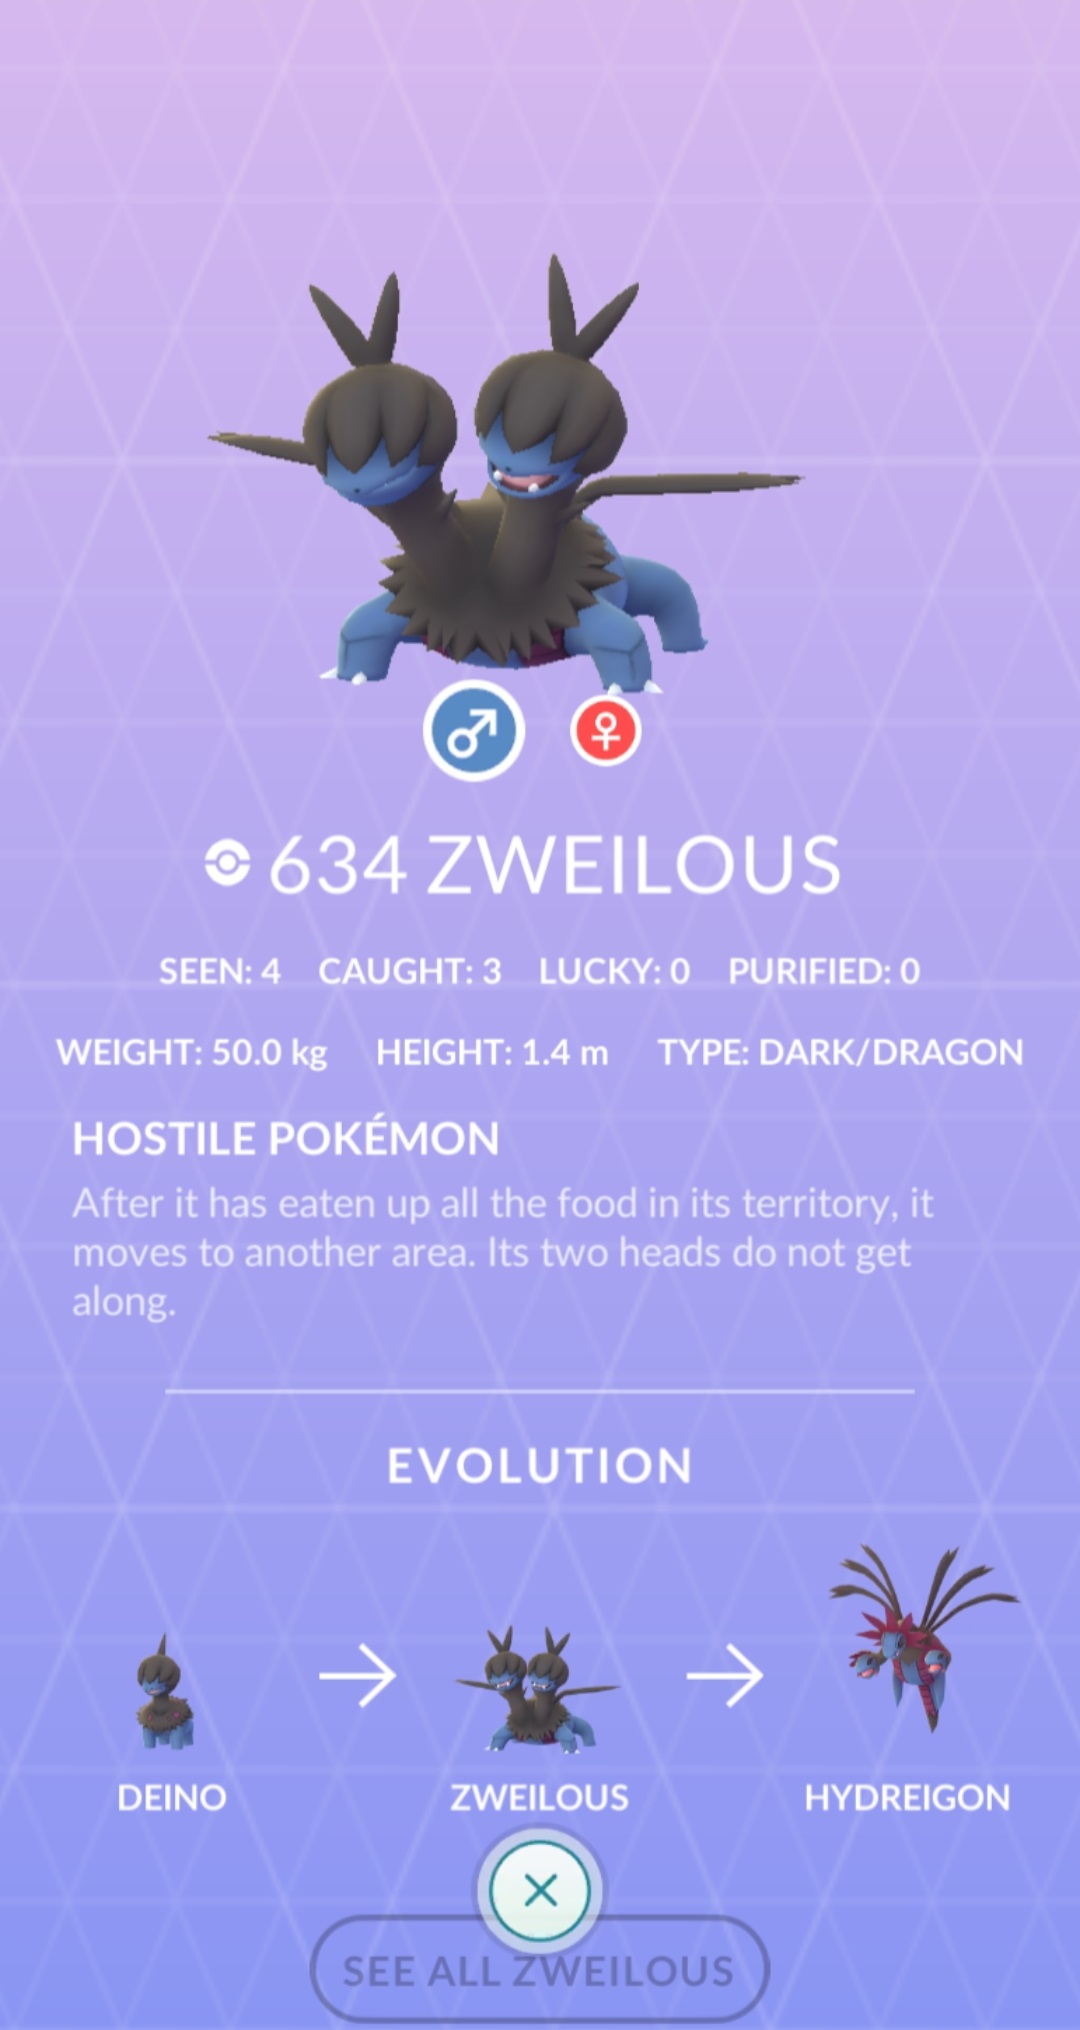 634 ZWEILOUS
SEEN: 4 CAUGHT: 3 LUCKY: 0 PURIFIED: 0
WEIGHT: 50.0 kg HEIGHT: 1.4 m TYPE: DARK/DRAGON
HOSTILE POKÉMON
After it has eaten up all the food in its territory, it
moves to another area. Its two heads do not get
along.
EVOLUTION
DEINO ZWEILOUS HYDREIGON
SEE ALL ZWEILOUS